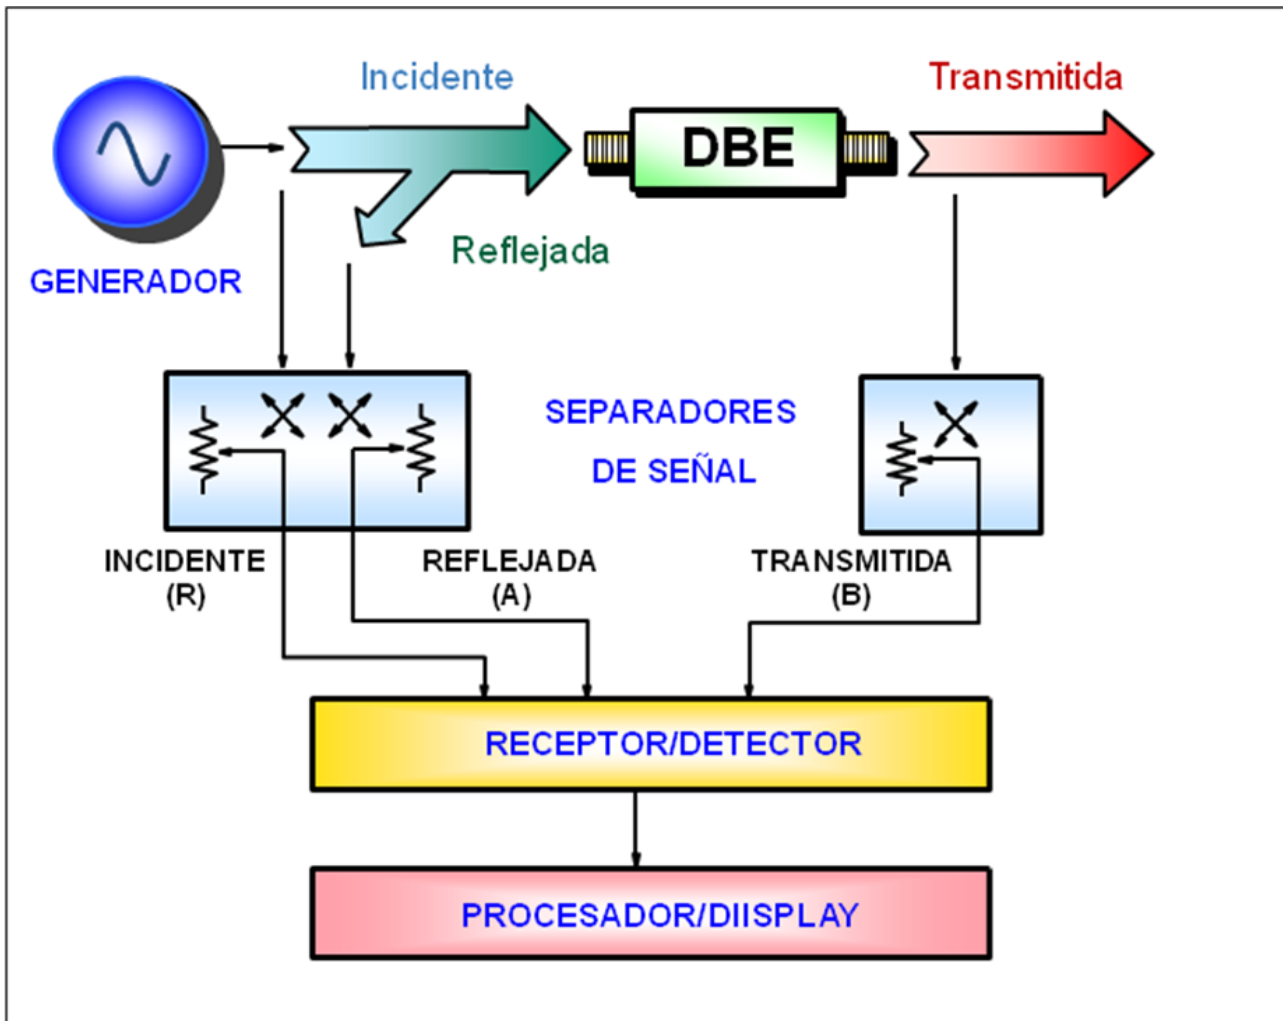 Incidente
Transmitida
DBE
Reflejada
GENERADOR
SEPARADORES
DE SEÑAL
INCIDENTE
(R)
REFLEJADA
(A)
TRANSMITIDA
(B)
RECEPTOR/DETECTOR
PROCESADOR/DIISPLAY